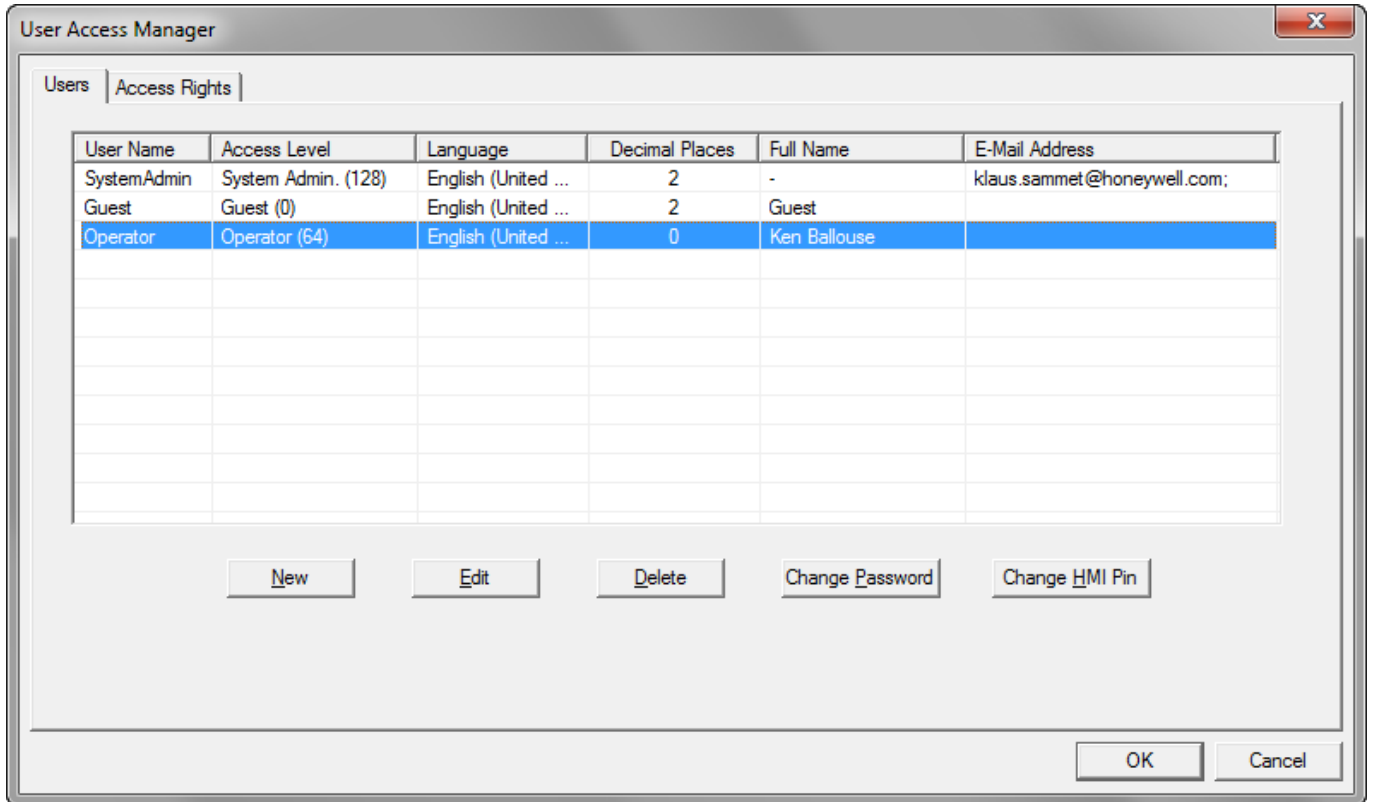 User Access Manager
Users Access Rights
User Name Access Level Language Decimal Places Full Name E-Mail Address
SystemAdmin System Admin. (128) English (United ... 2 - klaus.sammet@honeywell.com;
Guest Guest (0) English (United ... 2 Guest
Operator Operator (64) English (United ... 0 Ken Ballouse
New Edit Delete Change Password Change HMI Pin
OK Cancel